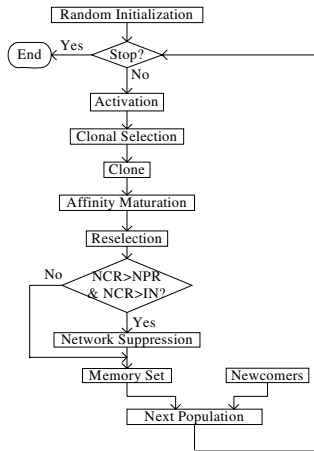 Random Initialization
Yes
End
Stop?
No
Activation
Clonal Selection
Clone
Affinity Maturation
Reselection
No
NCR>NPR
& NCR>IN?
Yes
Network Suppression
Memory Set
Newcomers
Next Population